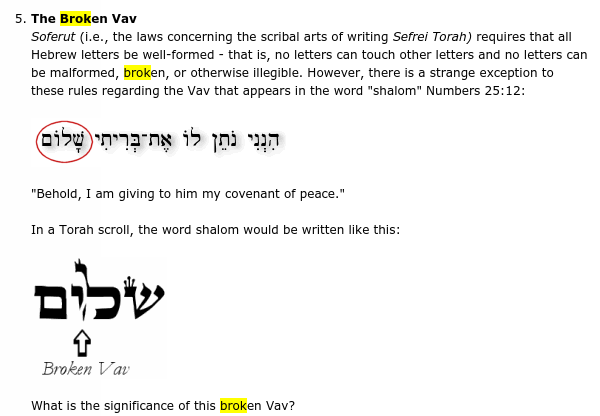 5. The Broken Vav
Soferut (i.e., the laws concerning the scribal arts of writing Sefrei Torah) requires that all
Hebrew letters be well-formed - that is, no letters can touch other letters and no letters can
be malformed, broken, or otherwise illegible. However, there is a strange exception to
these rules regarding the Vav that appears in the word "shalom" Numbers 25:12:
הִנְנִי נֹתֵן לוֹ אֶת־בְּרִיתִי שָׁלוֹם
"Behold, I am giving to him my covenant of peace."
In a Torah scroll, the word shalom would be written like this:
שלום
Broken Vav
What is the significance of this broken Vav?